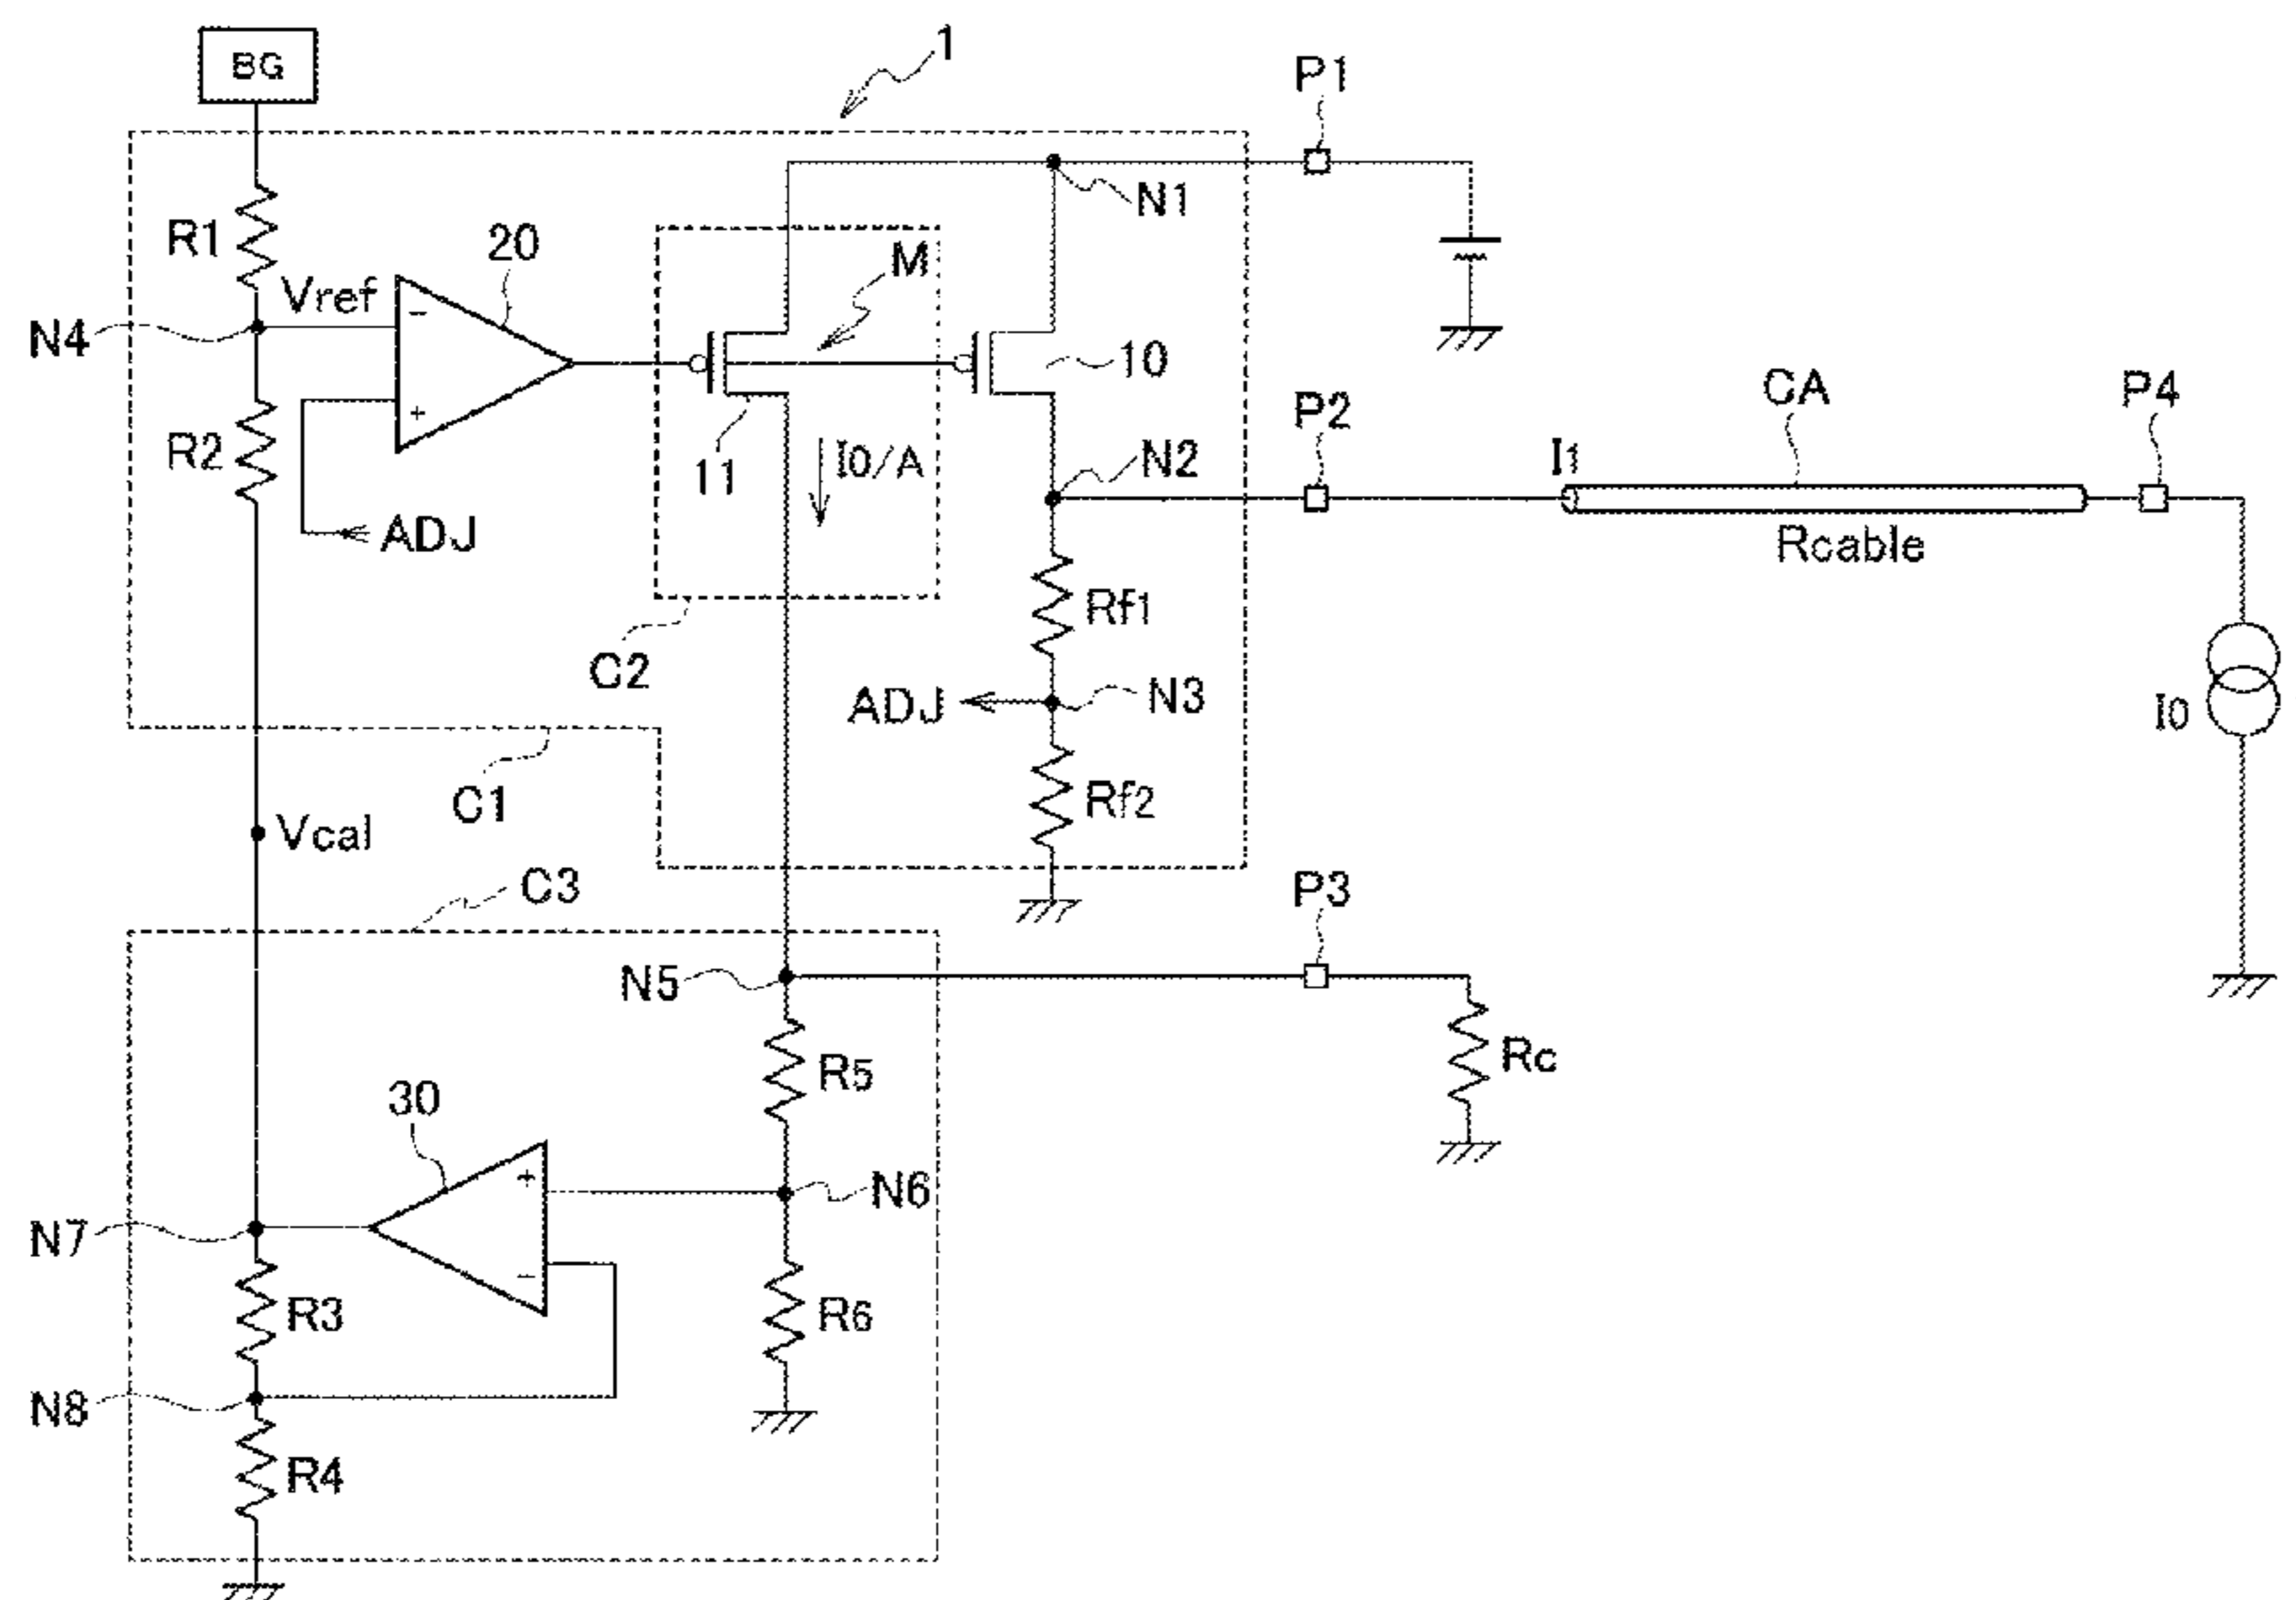 BG
1
P1
N1
R1
20
M
Vref
N4
10
R2
11
I0/A
N2
P2
CA
P4
I1
Rcable
ADJ
Rf1
C2
ADJ
N3
I0
C1
Rf2
Vcal
C3
P3
N5
R5
Rc
30
N6
N7
R3
R6
N8
R4
- 
+
+
-